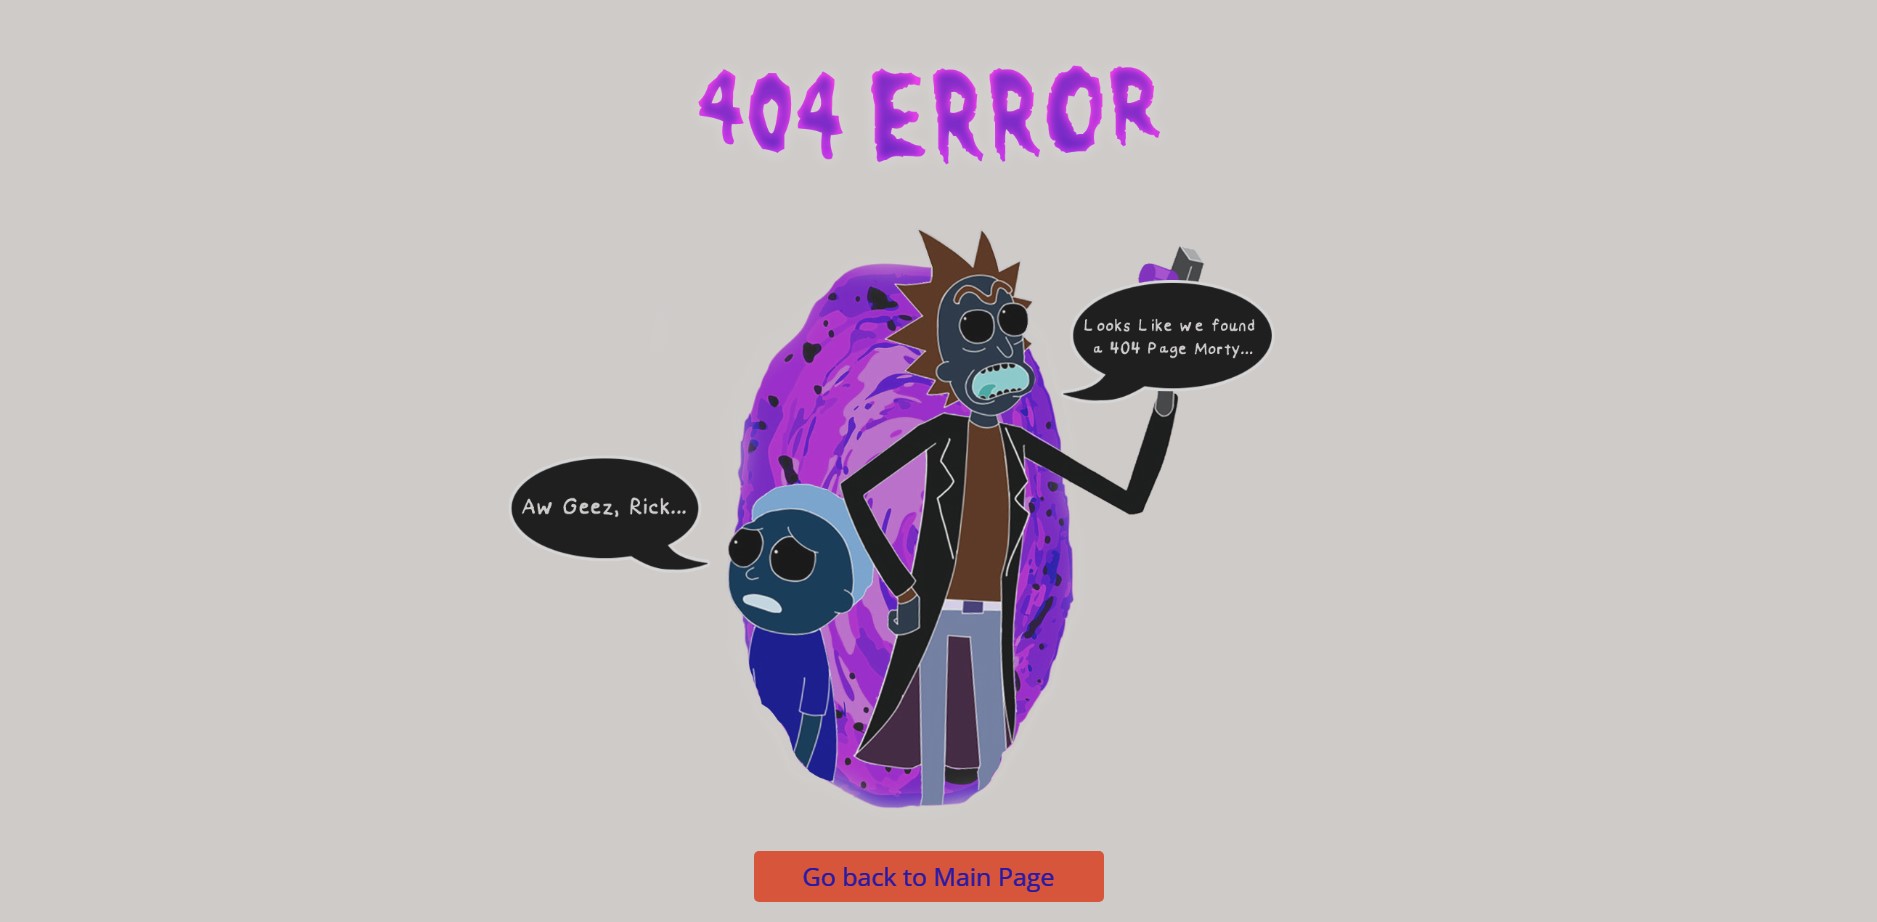 404 ERROR
Looks Like we found
a 404 Page Morty...
Aw Geez, Rick...
Go back to Main Page